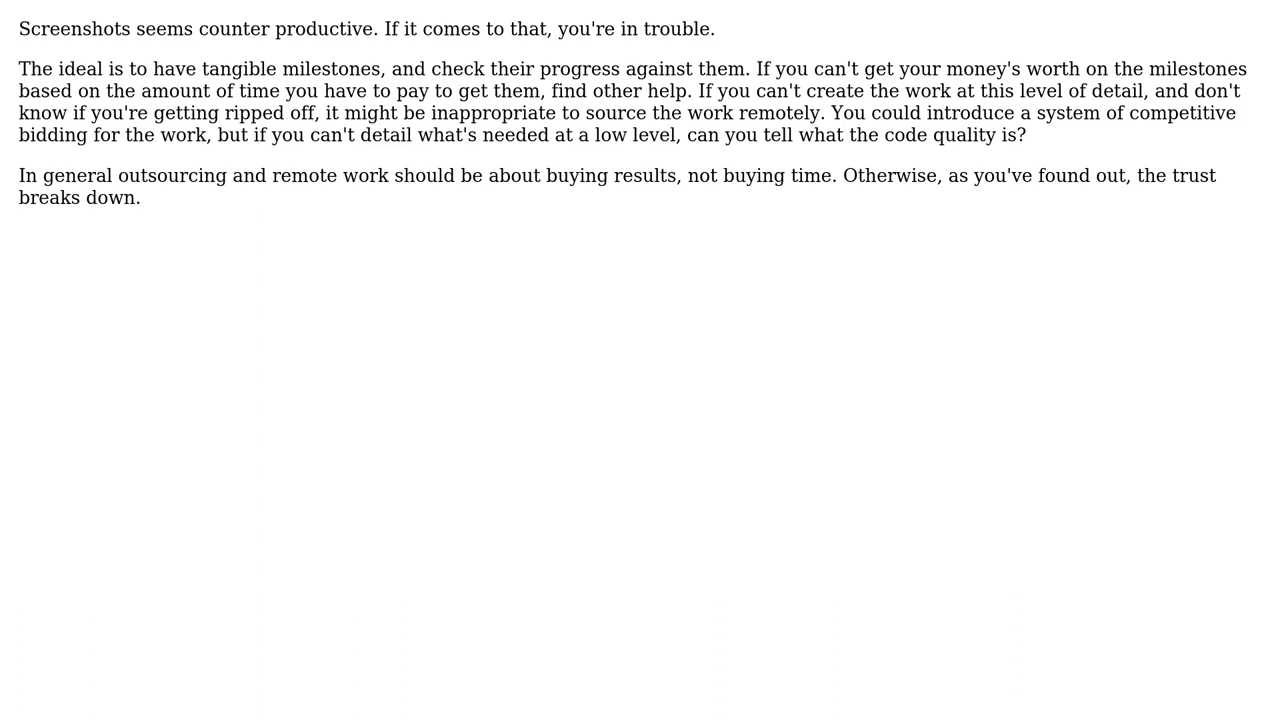 Screenshots seems counter productive. If it comes to that, you're in trouble.
The ideal is to have tangible milestones, and check their progress against them. If you can't get your money's worth on the milestones
based on the amount of time you have to pay to get them, find other help. If you can't create the work at this level of detail, and don't
know if you're getting ripped off, it might be inappropriate to source the work remotely. You could introduce a system of competitive
bidding for the work, but if you can't detail what's needed at a low level, can you tell what the code quality is?
In general outsourcing and remote work should be about buying results, not buying time. Otherwise, as you've found out, the trust
breaks down.